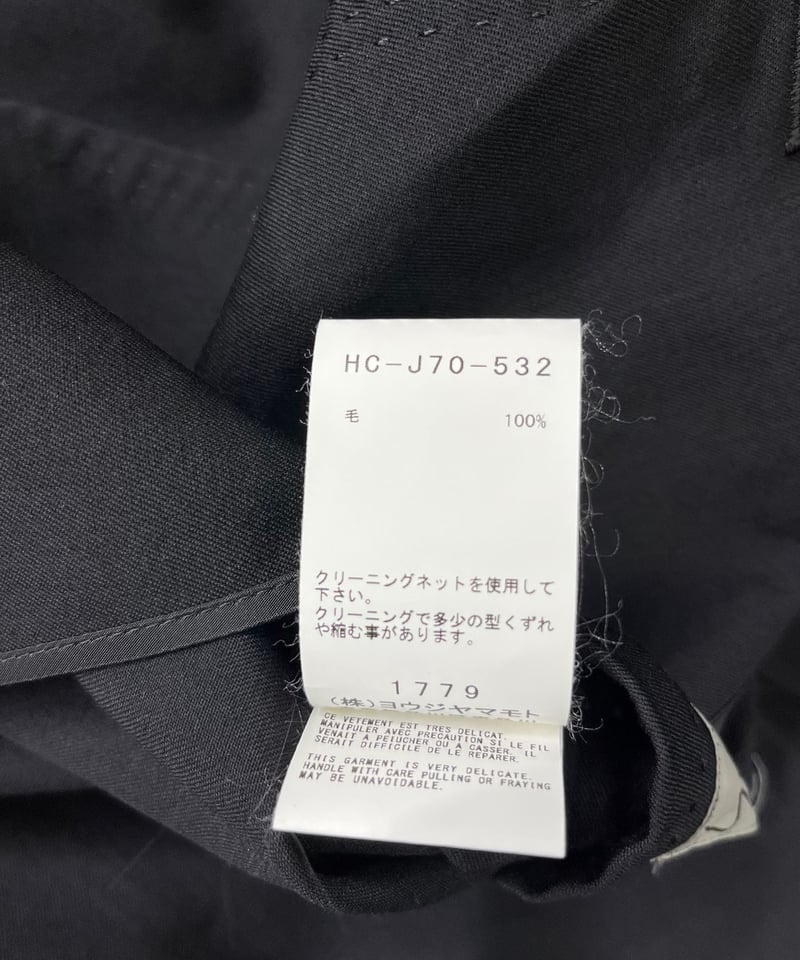 HC-J70-532
毛 100%
クリーニングネットを使用して
下さい。
クリーニングで多少の型くずれ
や縮む事があります。
1779
(株)ヨウジヤマモト
CE VETEMENT EST TRES DELICAT.
MANIPULER AVEC PRECAUTION SI LE FIL
VENAIT A PELUCHER OU A CASSER. IL
SERAIT DIFFICILE DE LE REPARER.
THIS GARMENT IS VERY DELICATE.
HANDLE WITH CARE PULLING OR FRAYING
MAY BE UNAVOIDABLE.